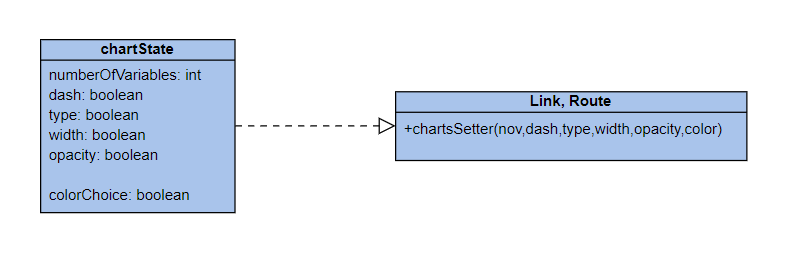 chartState
numberOfVariables: int
dash: boolean
type: boolean
width: boolean
opacity: boolean
colorChoice: boolean
Link, Route
+chartsSetter(nov,dash,type,width,opacity,color)